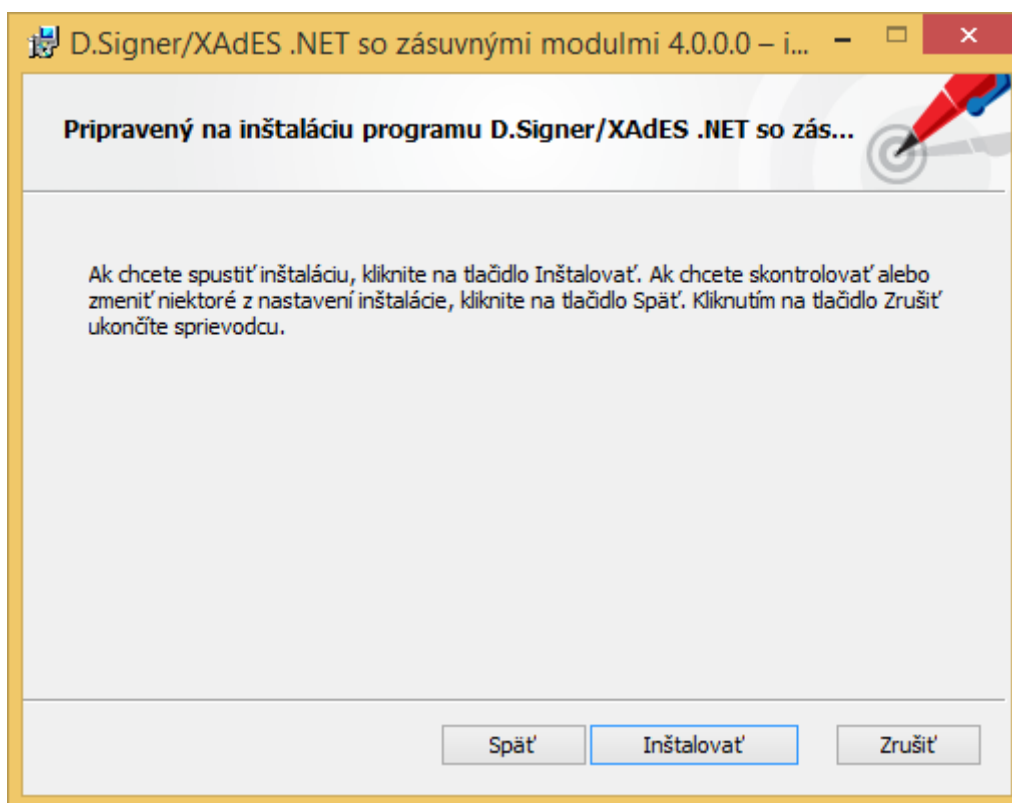 D.Signer/XAdES .NET so zásuvnými modulmi 4.0.0.0 – i...
Pripravený na inštaláciu programu D.Signer/XAdES .NET so zás...
Ak chcete spustiť inštaláciu, kliknite na tlačidlo Inštalovať. Ak chcete skontrolovať alebo
zmeniť niektoré z nastavení inštalácie, kliknite na tlačidlo Späť. Kliknutím na tlačidlo Zrušiť
ukončíte sprievodcu.
Späť
Inštalovať
Zrušiť